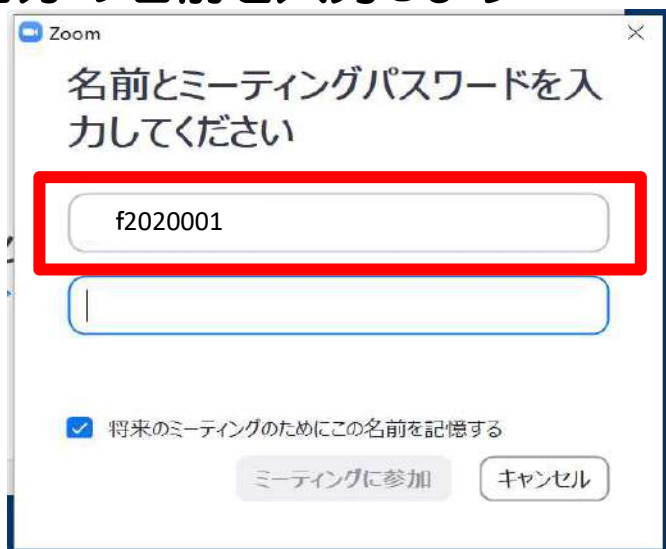 Zoom
名前とミーティングパスワードを入
力してください
f2020001
将来のミーティングのためにこの名前を記憶する
ミーティングに参加 キャンセル